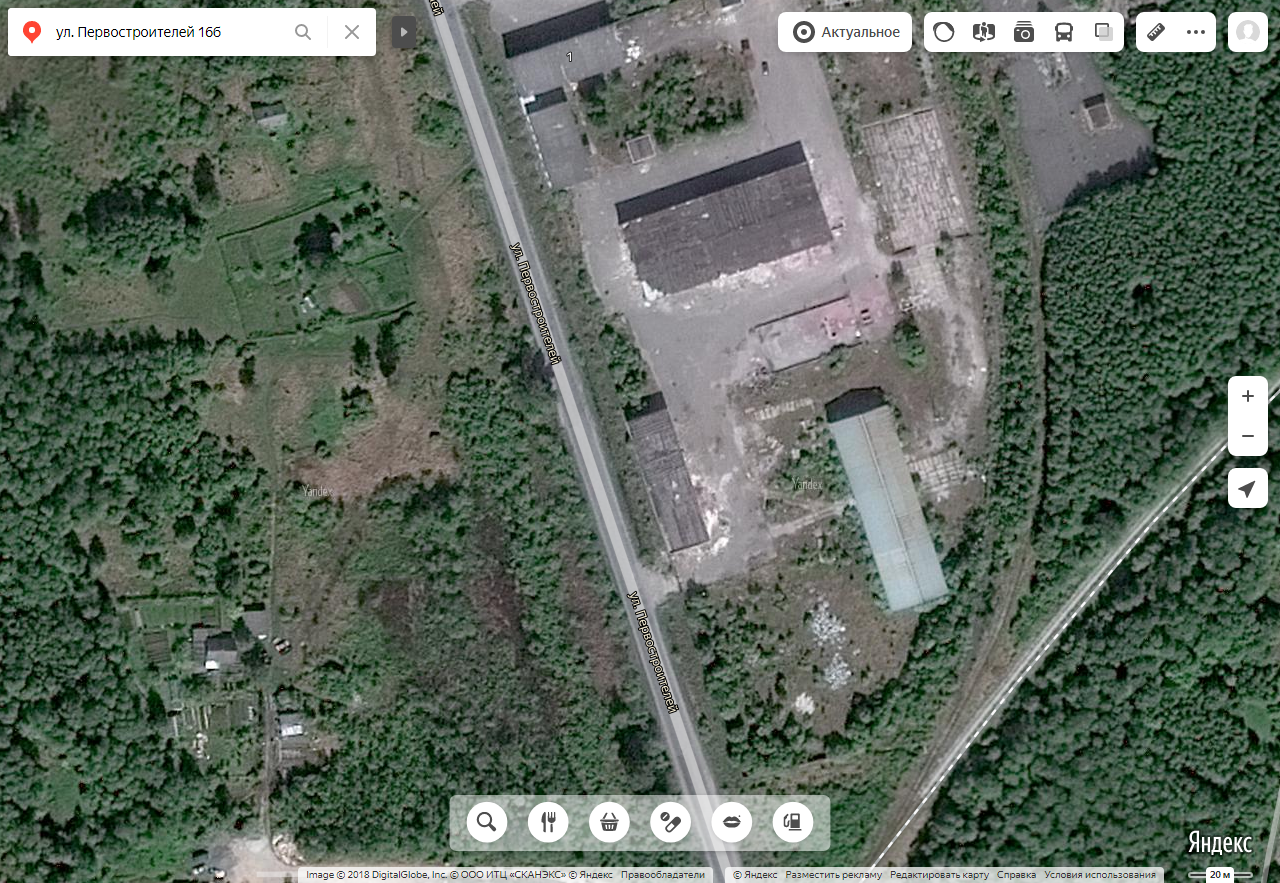 ул. Первостроителей 16б
Актуальное
ей
1
ул. Первостроителей
Yandex
Yandex
ул. Первостроителей
Яндекс
Image © 2018 DigitalGlobe, Inc. © ООО ИТЦ «СКАНЭКС» © Яндекс Правообладатели
© Яндекс Разместить рекламу Редактировать карту Справка Условия использования
20 м